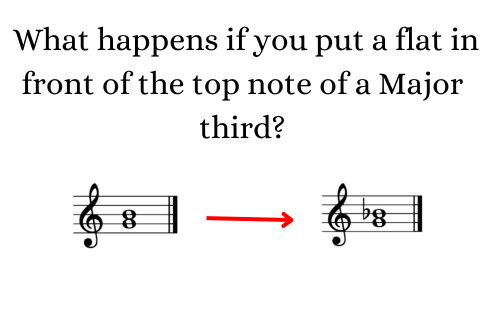 What happens if you put a flat in
front of the top note of a Major
third?